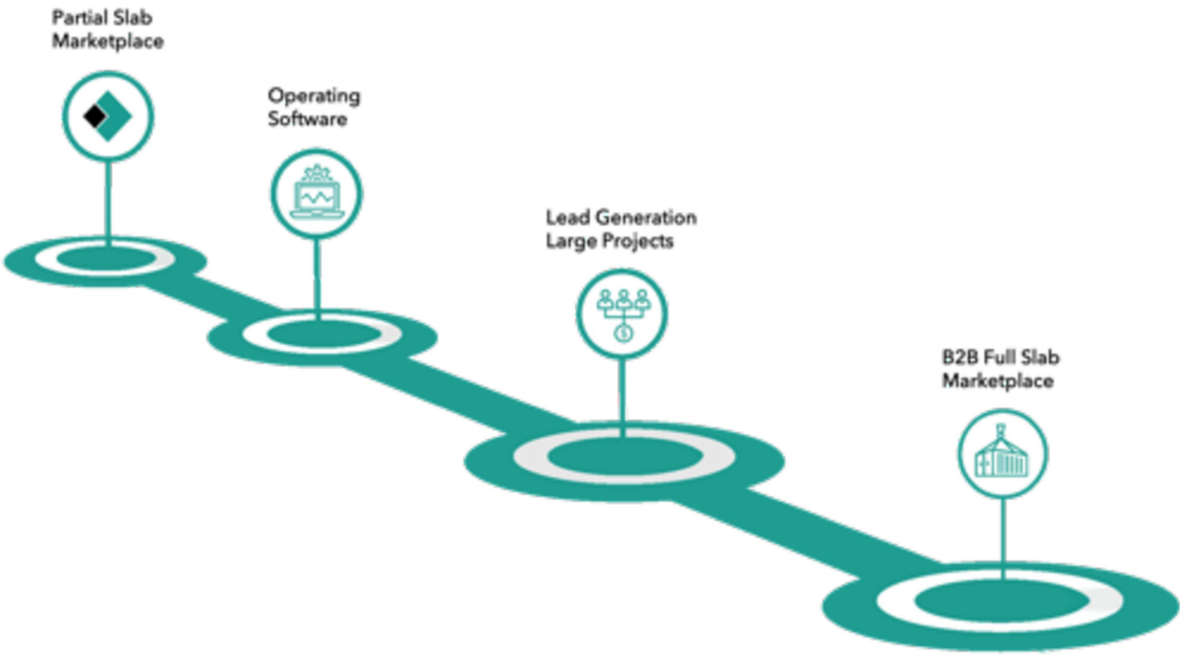 Partial Slab
Marketplace
Operating
Software
Lead Generation
Large Projects
$
B2B Full Slab
Marketplace